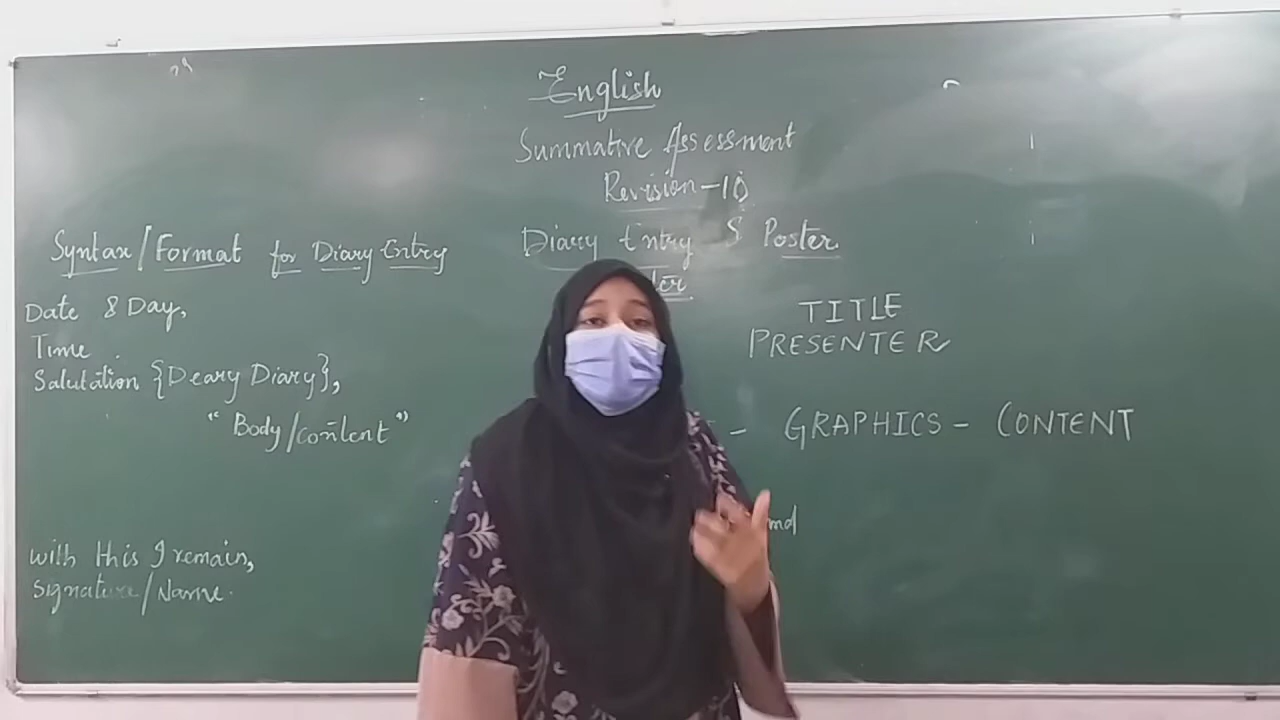 English
Summative Assessment
Revision-10
Diary Entry & Poster
Syntax/Format for Diary Entry
Date & Day,
Time
Salutation {Deary Diary},
"Body/content"
with this I remain,
Signature/Name.
TITLE
PRESENTER
- GRAPHICS - CONTENT